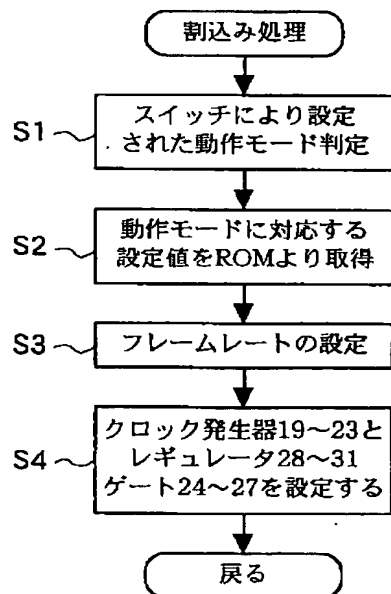 割込み処理
S1
スイッチにより設定
された動作モード判定
S2
動作モードに対応する
設定値をROMより取得
S3
フレームレートの設定
S4
クロック発生器19~23と
レギュレータ28~31
ゲート24~27を設定する
戻る